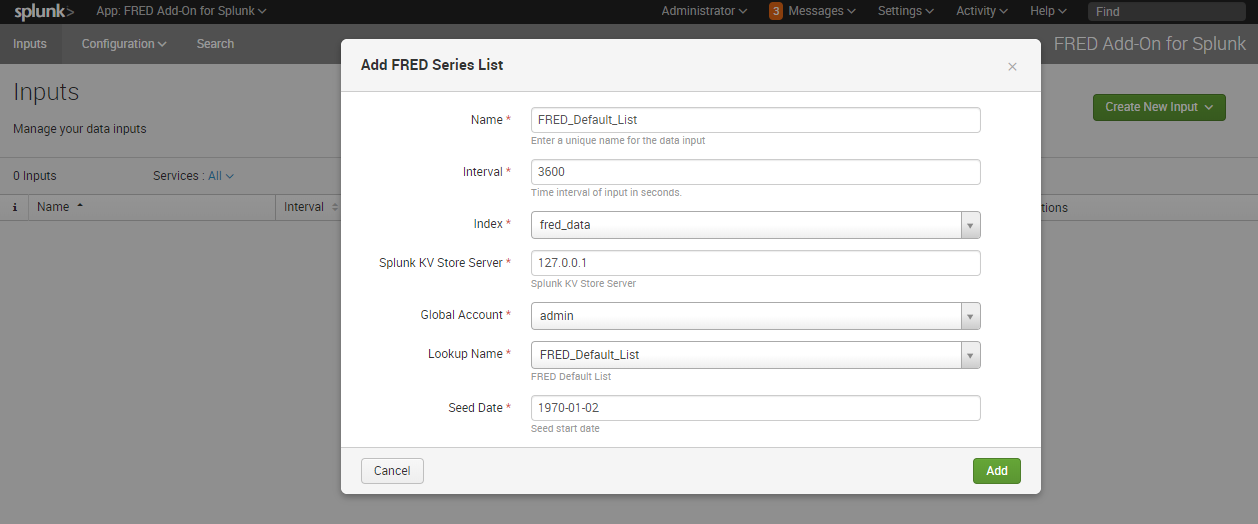 splunk> App: FRED Add-On for Splunk Administrator 3 Messages Settings Activity Help Find
Inputs Configuration Search FRED Add-On for Splunk
Add FRED Series List ×
Inputs
Create New Input
Manage your data inputs
0 Inputs Services : All
i Name Interval tions
Name * FRED_Default_List
Enter a unique name for the data input
Interval * 3600
Time interval of input in seconds.
Index * fred_data
Splunk KV Store Server * 127.0.0.1
Splunk KV Store Server
Global Account * admin
Lookup Name * FRED_Default_List
FRED Default List
Seed Date * 1970-01-02
Seed start date
Cancel Add